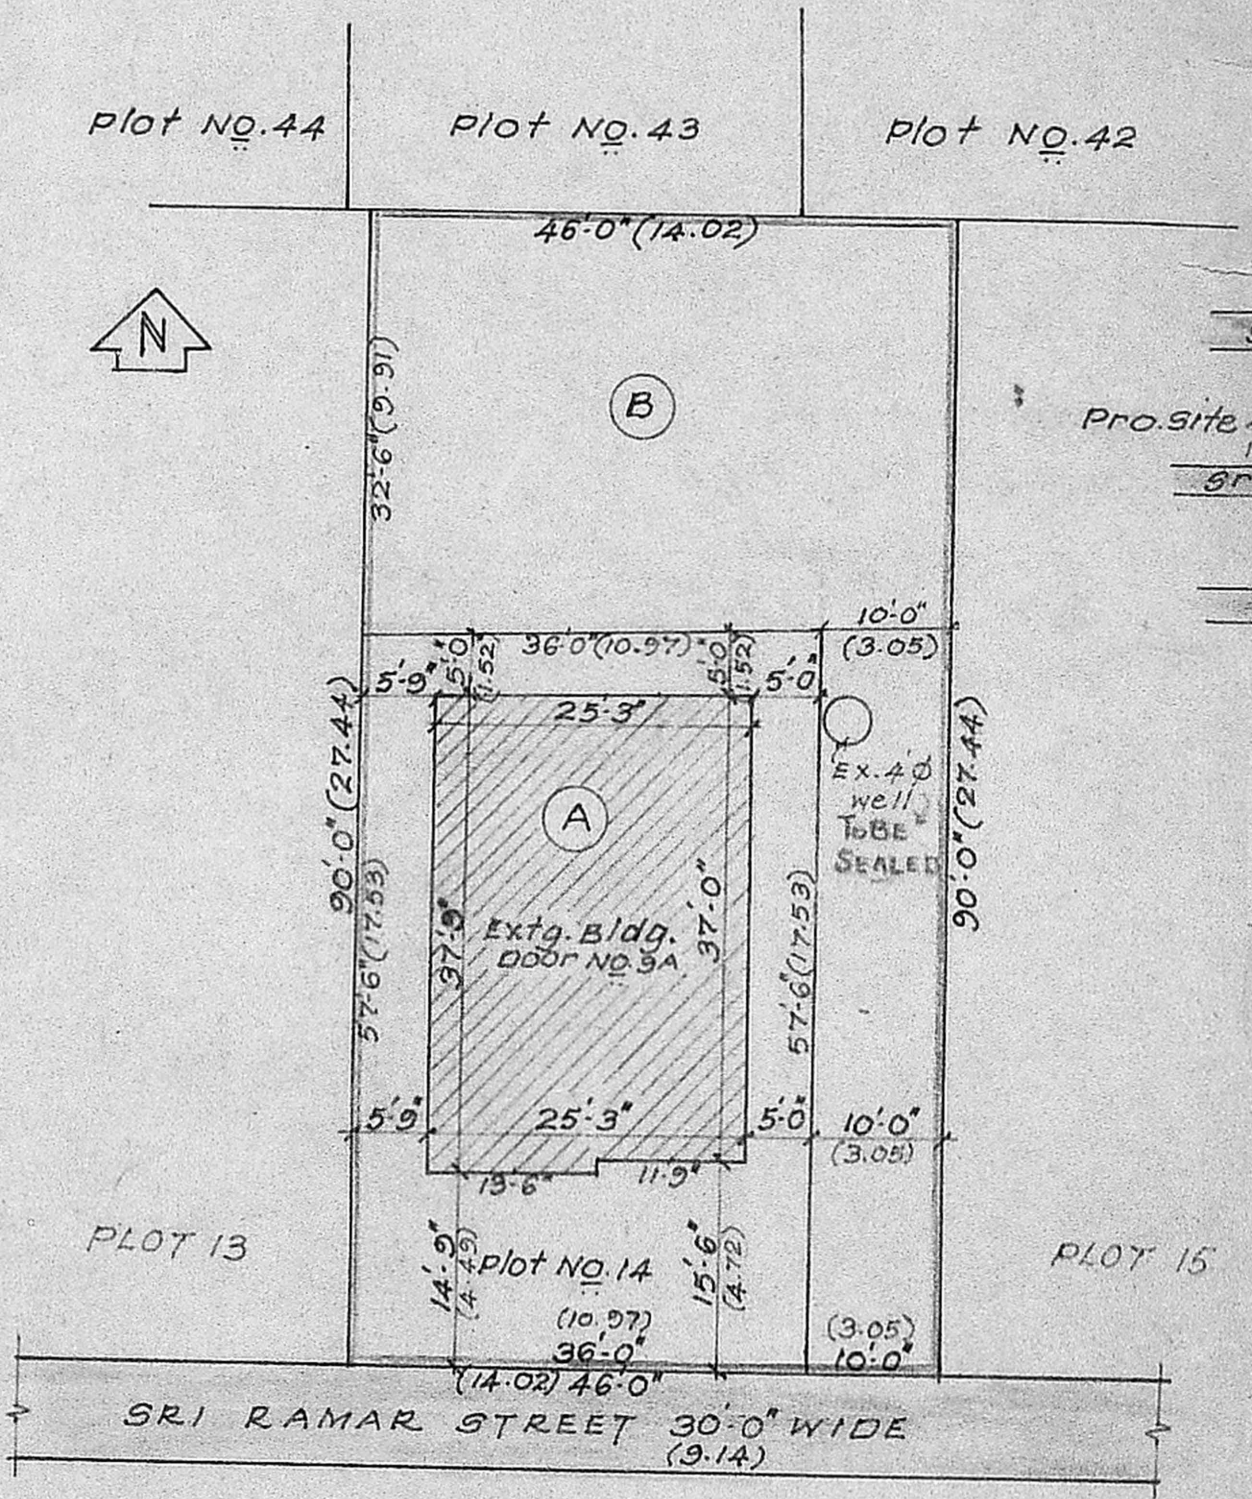 Plot No.44
Plot No.43
Plot No.42
46'-0"(14.02)
N
32'-6"(9.91)
B
Pro.site
10'-0"
(3.05)
36'-0"(10.97)
5'-0"
(1.52)
5'-0"
(1.52)
5'-9"
5'-0"
25'-3"
A
90'-0"(27.44)
57'-6"(17.53)
37'-9"
Extg. Bldg.
Door No.9A
37'-0"
57'-6"(17.53)
Ex.4'Ø
well
TO BE
SEALED
90'-0"(27.44)
5'-9"
25'-3"
5'-0"
10'-0"
(3.05)
13'-6"
11'-9"
PLOT 13
14'-9"
(4.49)
Plot No.14
15'-6"
(4.72)
PLOT 15
(10.97)
36'-0"
(3.05)
10'-0"
(14.02) 46'-0"
SRI RAMAR STREET 30'-0" WIDE
(9.14)